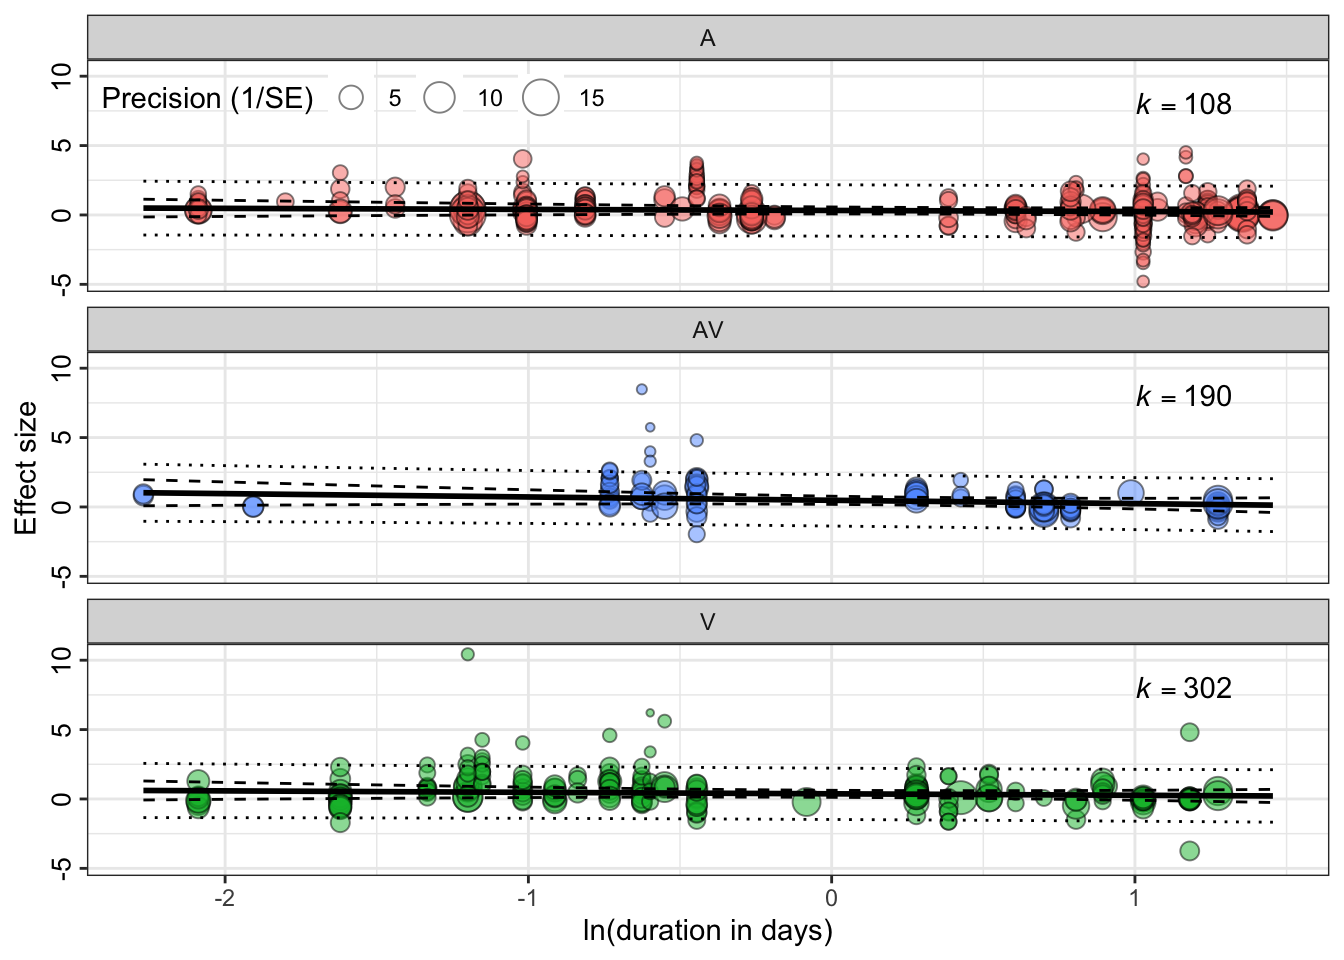 A
10
5
0
-5
Precision (1/SE) 5 10 15
k = 108
AV
10
5
0
-5
k = 190
Effect size
V
10
5
0
-5
k = 302
-2 -1 0 1
ln(duration in days)